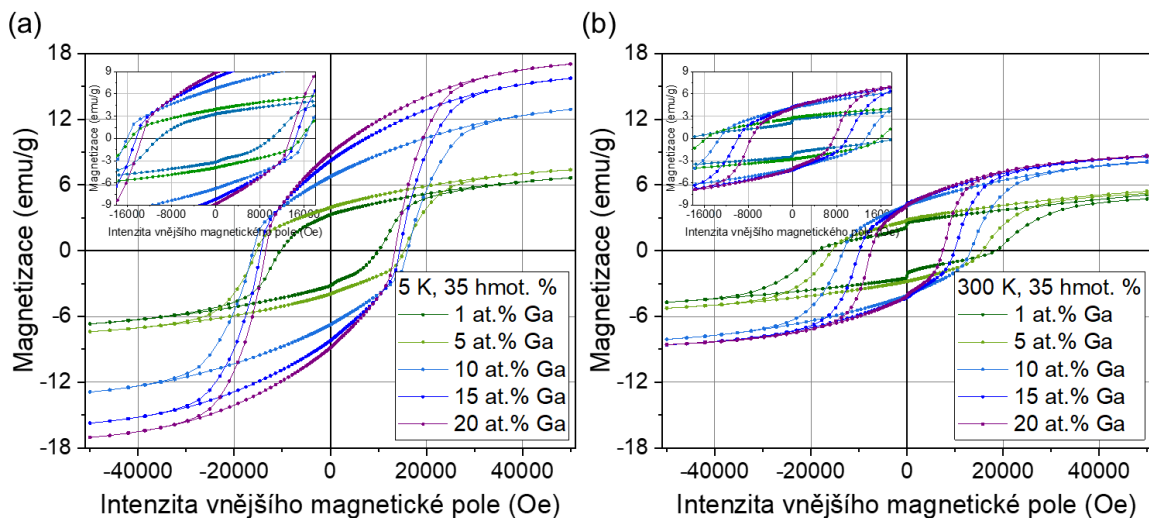 (a)
18
12
6
0
-6
-12
-18
Magnetizace (emu/g)
-40000 -20000 0 20000 40000
Intenzita vnějšího magnetické pole (Oe)
9
6
3
0
-3
-6
-9
Magnetizace (emu/g)
-16000 -8000 0 8000 16000
Intenzita vnějšího magnetického pole (Oe)
5 K, 35 hmot. %
1 at.% Ga
5 at.% Ga
10 at.% Ga
15 at.% Ga
20 at.% Ga
(b)
18
12
6
0
-6
-12
-18
Magnetizace (emu/g)
-40000 -20000 0 20000 40000
Intenzita vnějšího magnetické pole (Oe)
9
6
3
0
-3
-6
-9
Magnetizace (emu/g)
-16000 -8000 0 8000
Intenzita vnějšího magnetického pole (Oe)
300 K, 35 hmot. %
1 at.% Ga
5 at.% Ga
10 at.% Ga
15 at.% Ga
20 at.% Ga